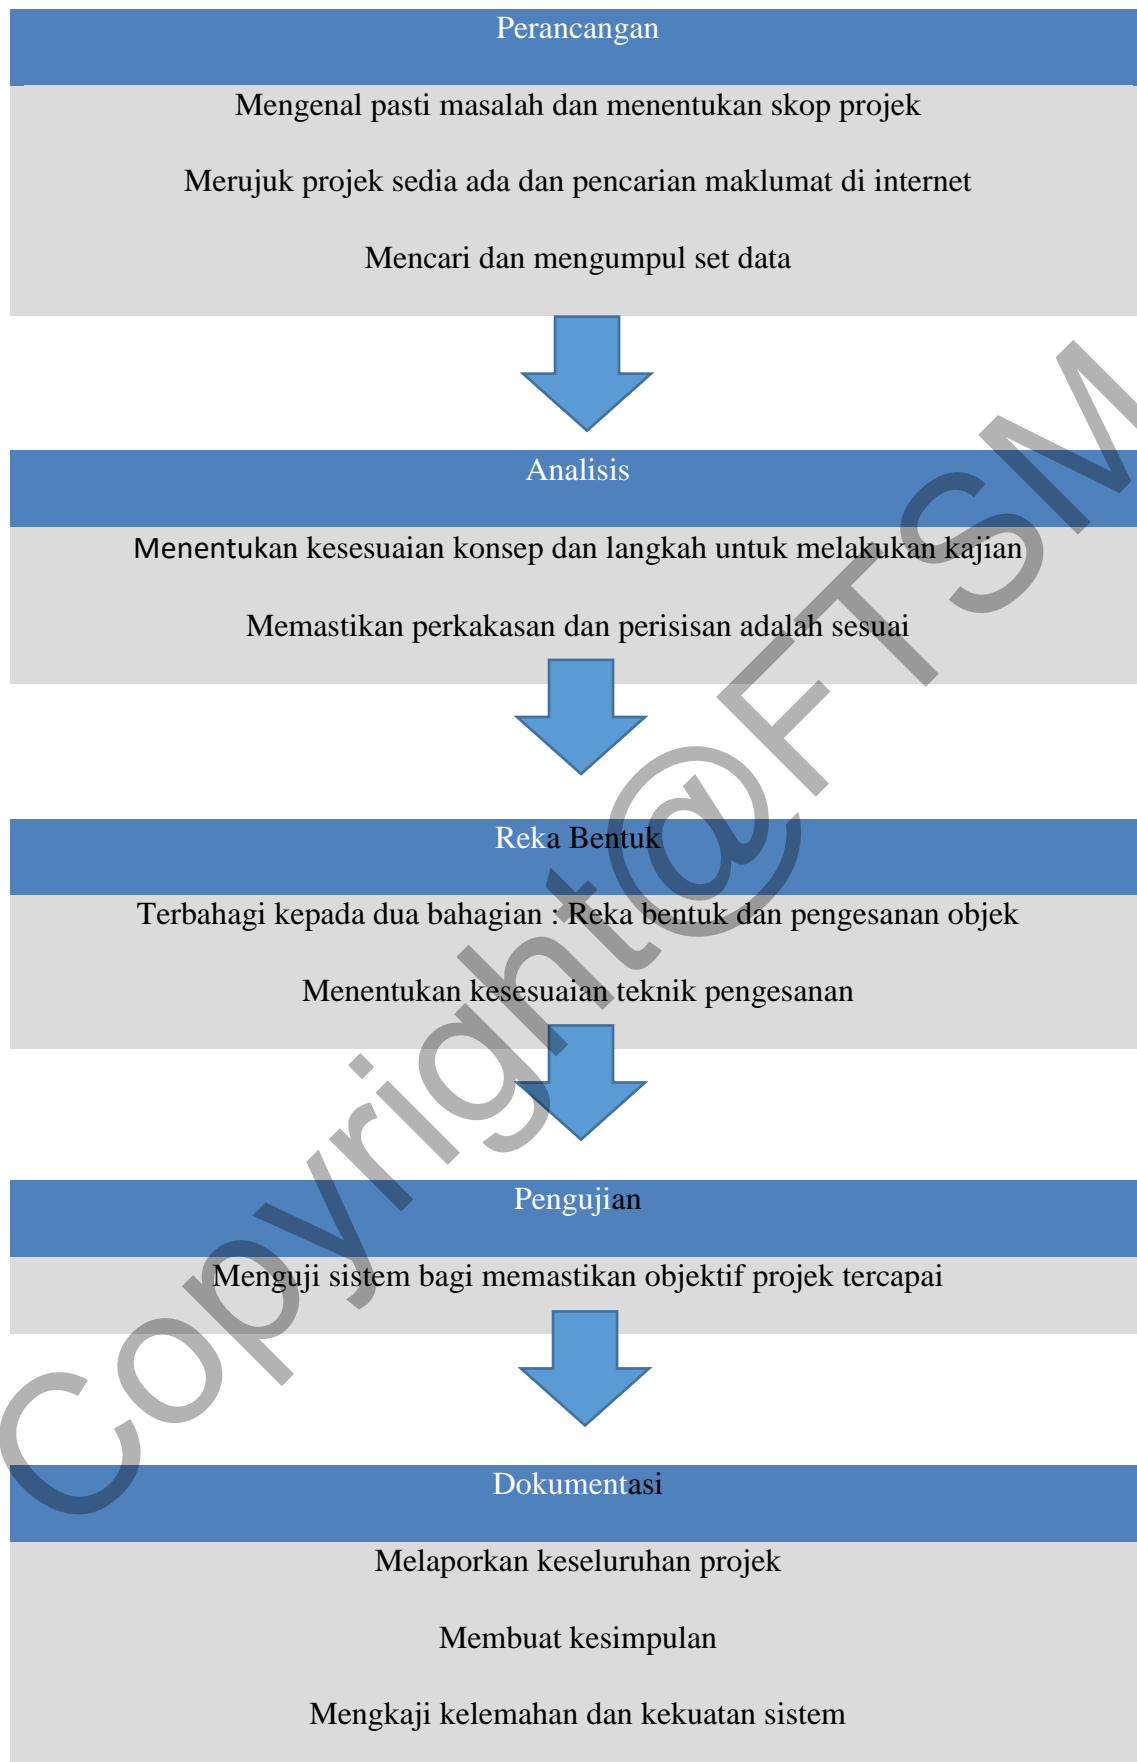 Perancangan
Mengenal pasti masalah dan menentukan skop projek
Merujuk projek sedia ada dan pencarian maklumat di internet
Mencari dan mengumpul set data
Analisis
Menentukan kesesuaian konsep dan langkah untuk melakukan kajian
Memastikan perkakasan dan perisisan adalah sesuai
Reka Bentuk
Terbahagi kepada dua bahagian : Reka bentuk dan pengesanan objek
Menentukan kesesuaian teknik pengesanan
Pengujian
Menguji sistem bagi memastikan objektif projek tercapai
Dokumentasi
Melaporkan keseluruhan projek
Membuat kesimpulan
Mengkaji kelemahan dan kekuatan sistem
Copyright@FTSM